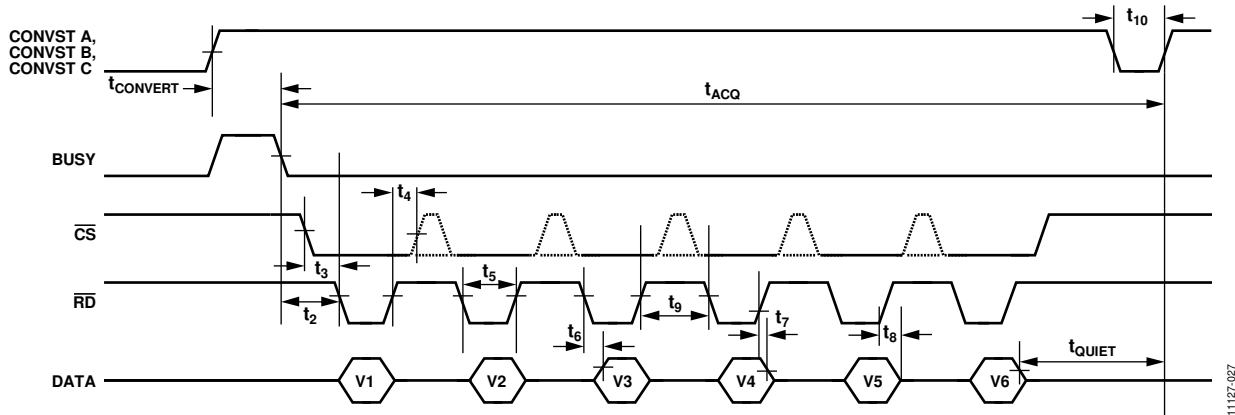 CONVST A,
CONVST B,
CONVST C
t10
tCONVERT
tACQ
BUSY
t4
CS
t3
t5
RD
t2
t9
t7
t6
t8
tQUIET
DATA
V1
V2
V3
V4
V5
V6
11127-027